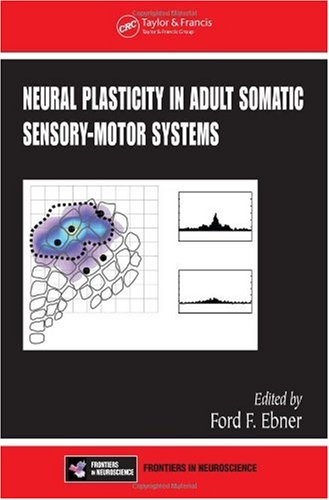 CRC
Taylor & Francis
Taylor & Francis Group
NEURAL PLASTICITY IN ADULT SOMATIC
SENSORY-MOTOR SYSTEMS
Edited by
Ford F. Ebner
FRONTIERS
IN NEUROSCIENCE
FRONTIERS IN NEUROSCIENCE